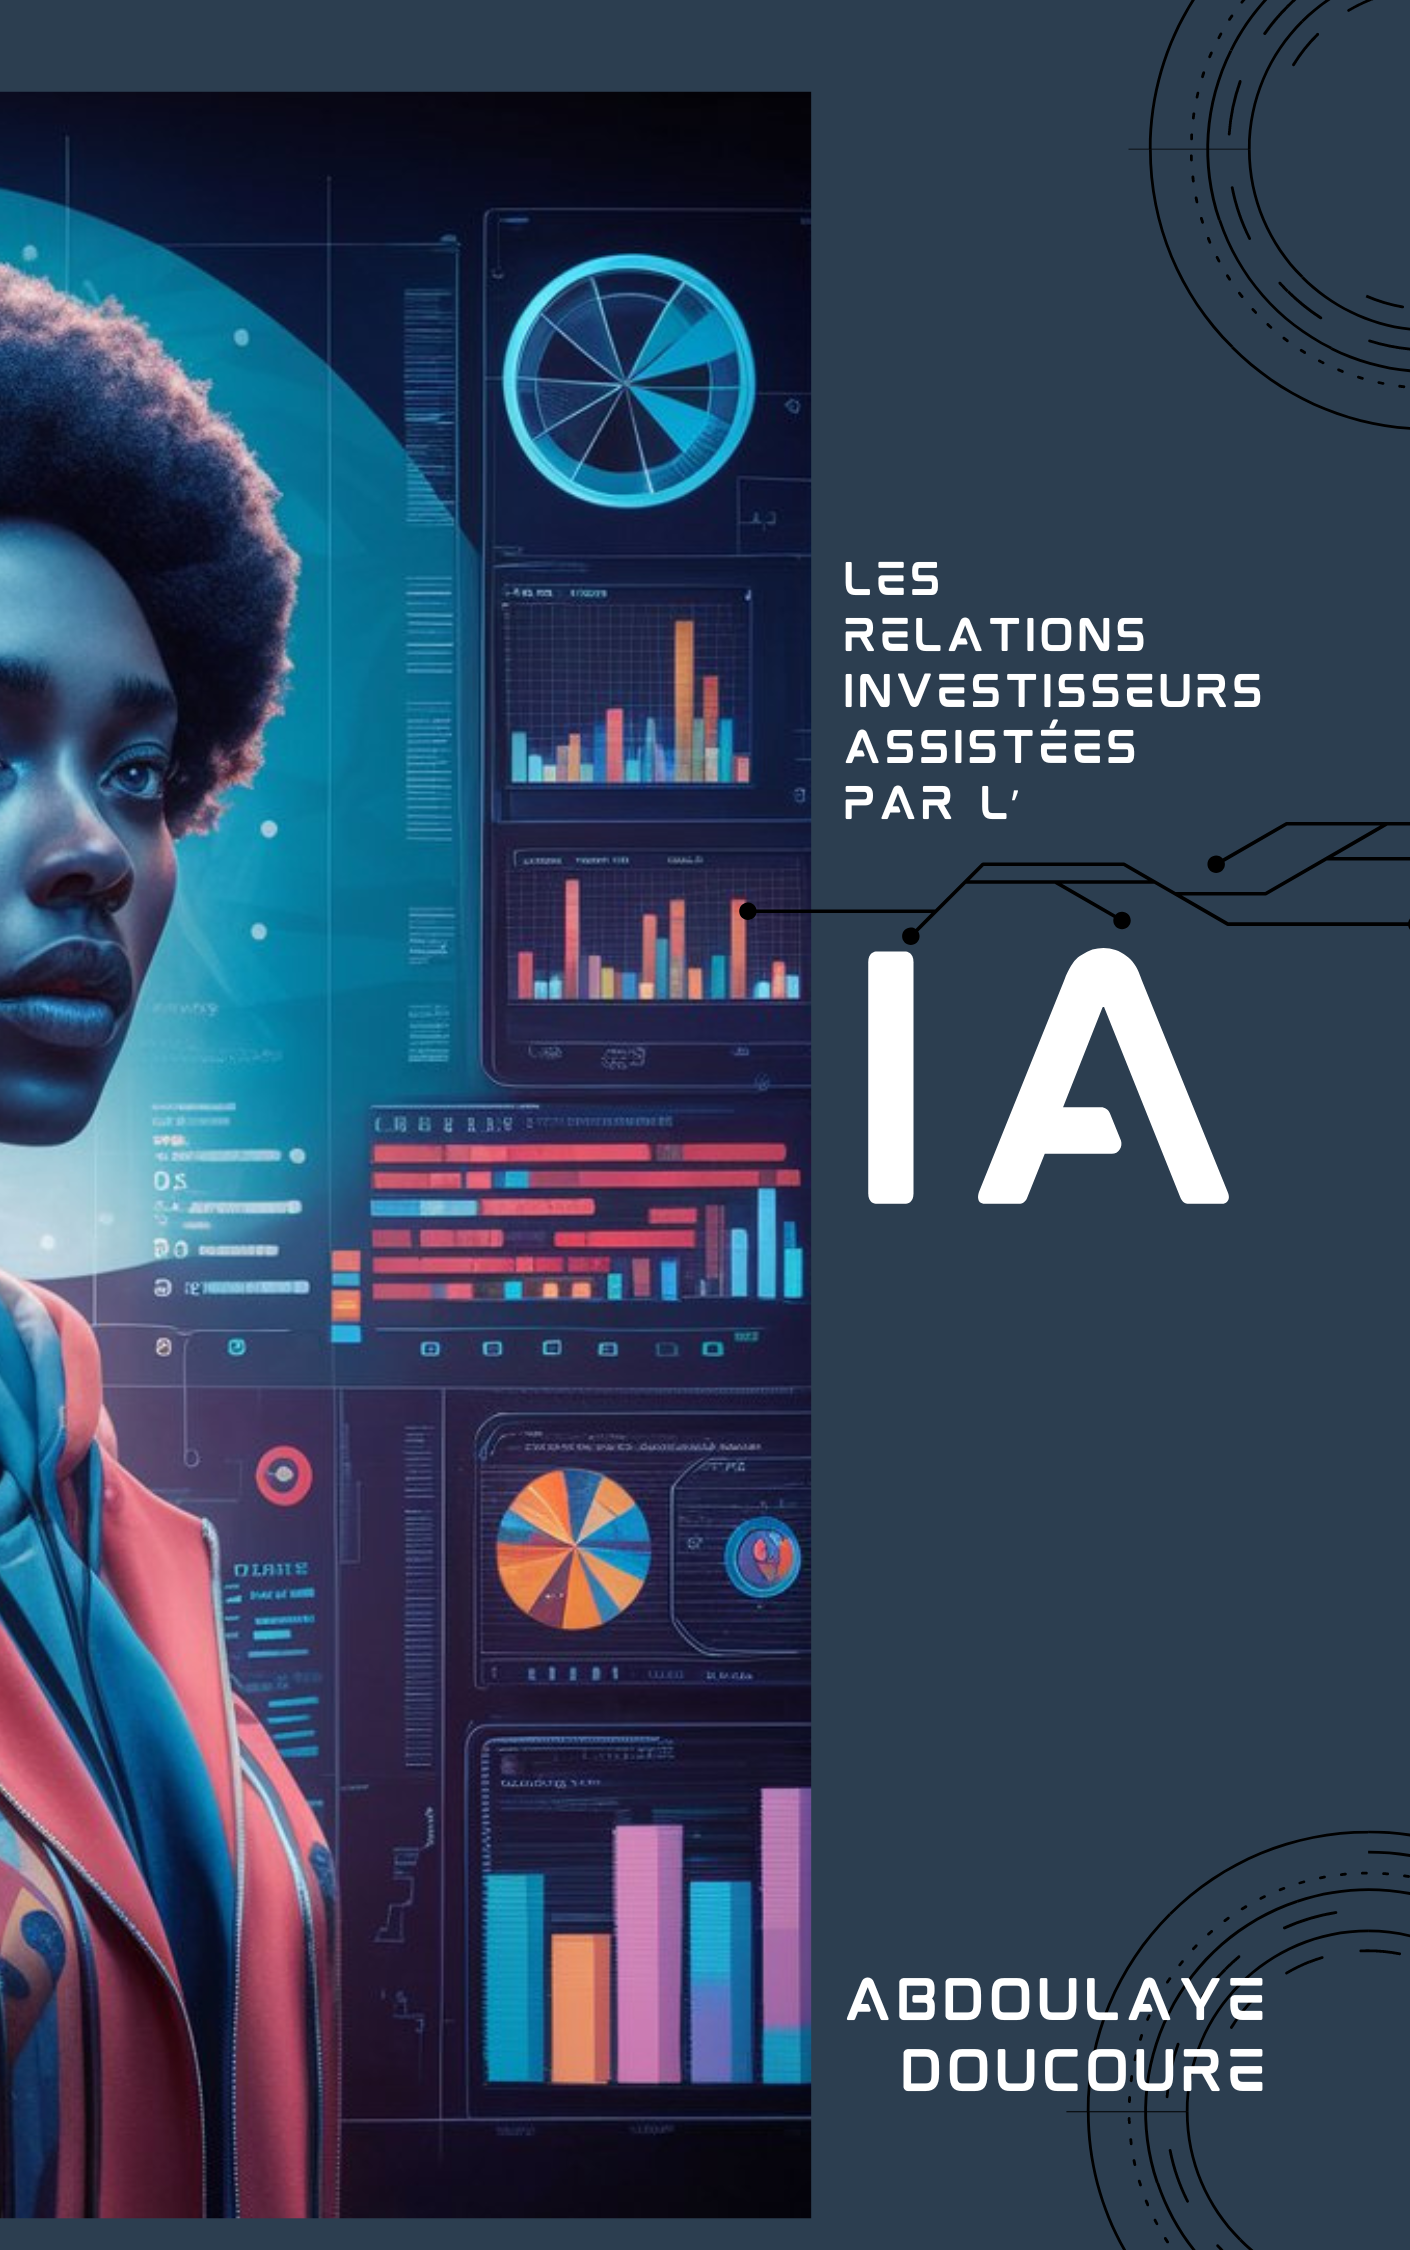 LES
RELATIONS
INVESTISSEURS
ASSISTÉES
PAR L'
IA
ABDOULAYE
DOUCOURE